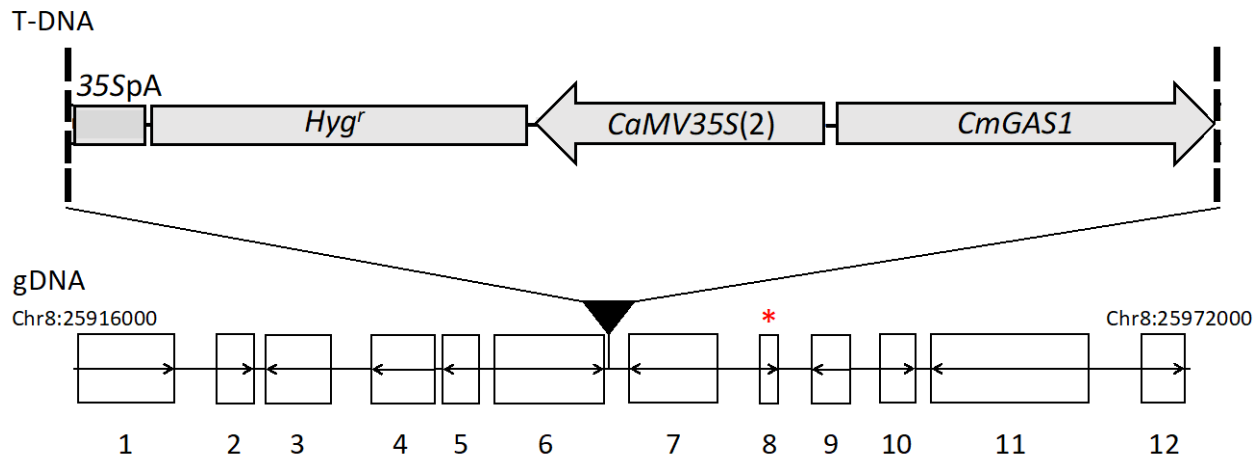 T-DNA
35SpA
Hygʳ CaMV35S(2) CmGAS1
gDNA
Chr8:25916000 * Chr8:25972000
1 2 3 4 5 6 7 8 9 10 11 12